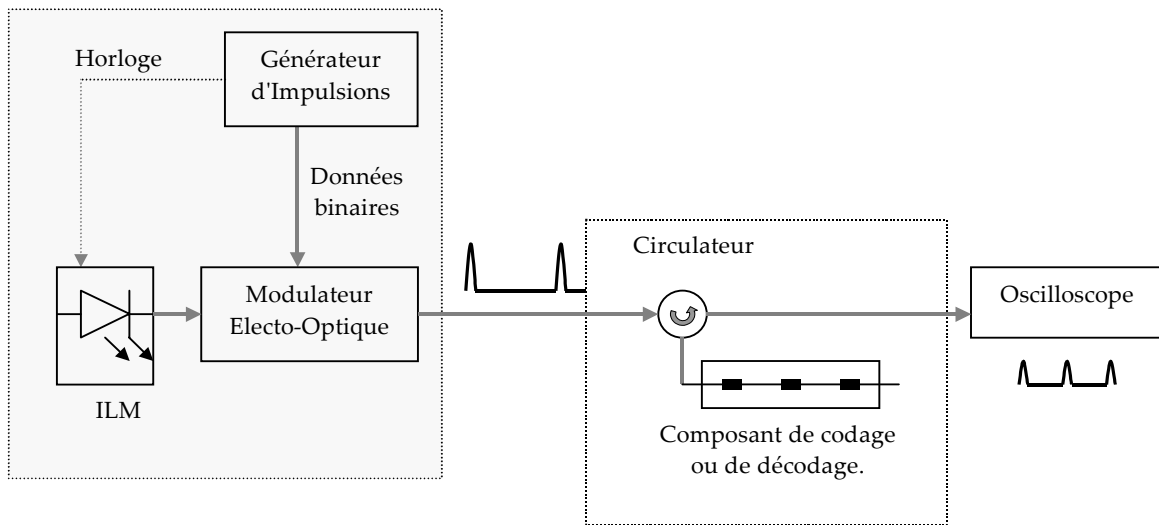 Horloge
Générateur
d'Impulsions
Données
binaires
Modulateur
Electo-Optique
ILM
Circulateur
Composant de codage
ou de décodage.
Oscilloscope